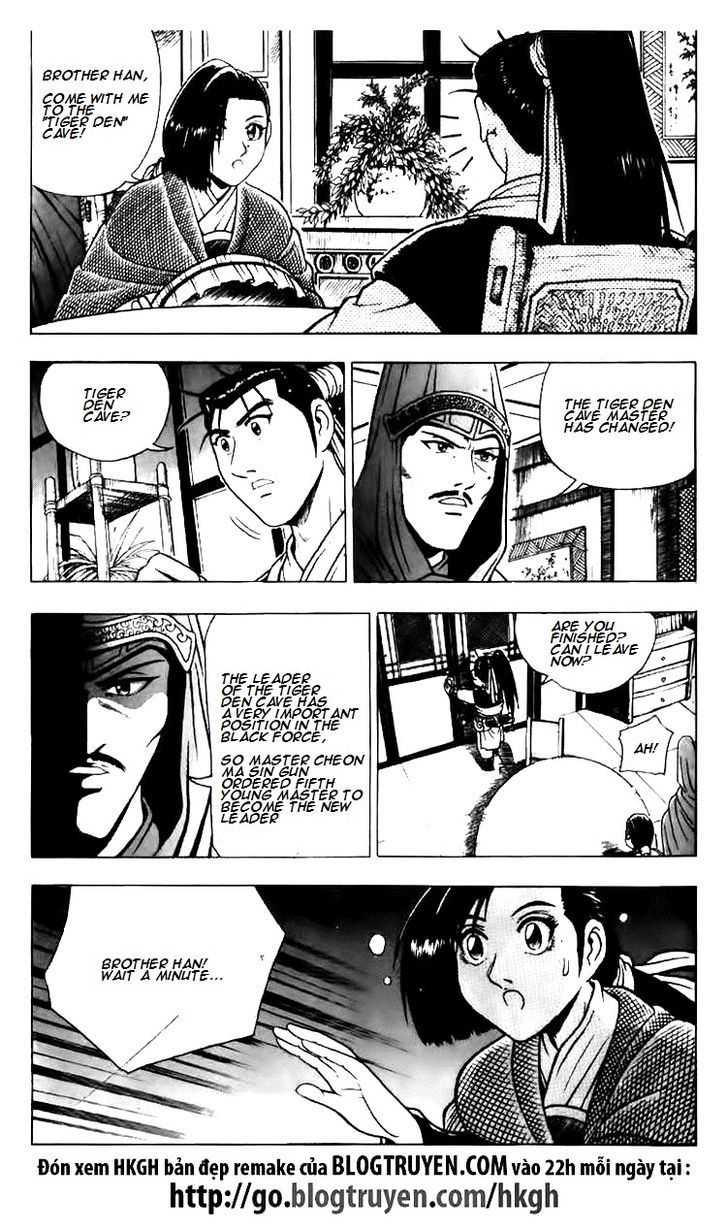 BROTHER HAN,
COME WITH ME
TO THE
"TIGER DEN"
CAVE!
TIGER
DEN
CAVE?
THE TIGER DEN
CAVE MASTER
HAS CHANGED!
THE LEADER
OF THE TIGER
DEN CAVE HAS
A VERY IMPORTANT
POSITION IN THE
BLACK FORCE,
SO MASTER CHEON
MA SIN GUN
ORDERED FIFTH
YOUNG MASTER TO
BECOME THE NEW
LEADER
ARE YOU
FINISHED?
CAN I LEAVE
NOW?
AH!
BROTHER HAN!
WAIT A MINUTE...
Đón xem HKGH bản đẹp remake của BLOGTRUYEN.COM vào 22h mỗi ngày tại :
http://go.blogtruyen.com/hkgh